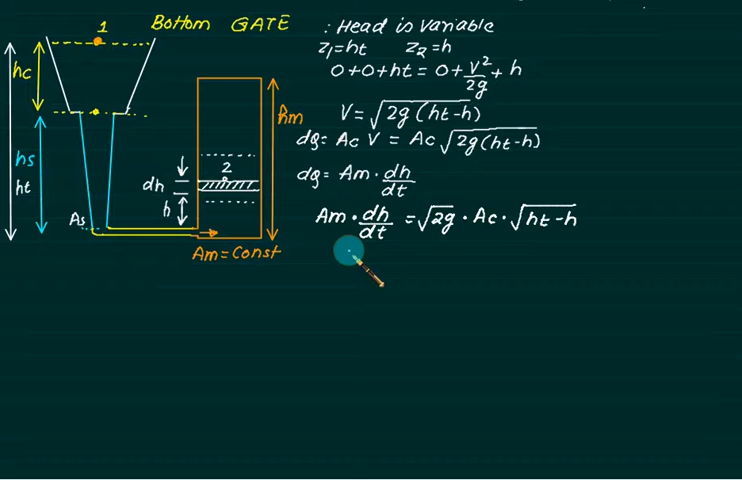 1 Bottom GATE : Head is Variable
z1=ht z2=h
0+0+ht = 0+V²/2g + h
V = √2g (ht-h)
dq = Ac V = Ac √2g(ht-h)
dq = Am · dh/dt
Am · dh/dt = √2g · Ac · √ht-h
hc
hs
ht
As
hm
2
dh
h
Am = Const